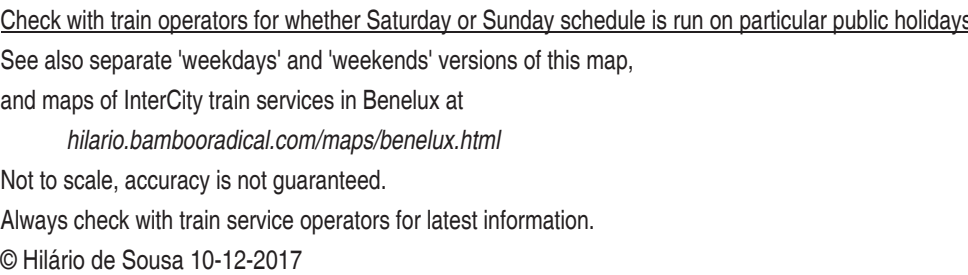 Check with train operators for whether Saturday or Sunday schedule is run on particular public holidays
See also separate 'weekdays' and 'weekends' versions of this map,
and maps of InterCity train services in Benelux at
hilario.bambooradical.com/maps/benelux.html
Not to scale, accuracy is not guaranteed.
Always check with train service operators for latest information.
© Hilário de Sousa 10-12-2017